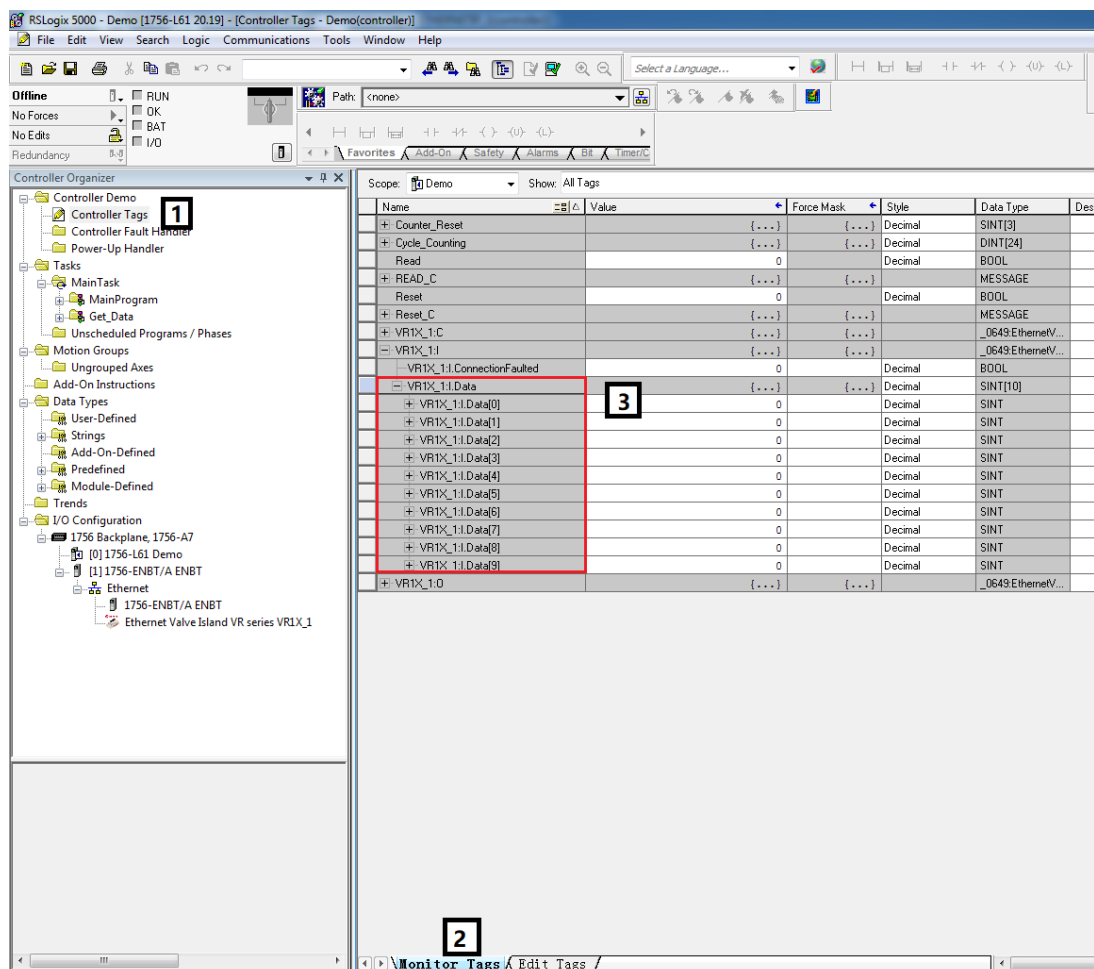 RSLogix 5000 - Demo [1756-L61 20.19] - [Controller Tags - Demo(controller)]
File Edit View Search Logic Communications Tools Window Help
Select a Language...
Offline RUN Path: <none>
No Forces OK
No Edits BAT
I/O
Redundancy
Favorites Add-On Safety Alarms Bit Timer/C
Controller Organizer
Controller Demo
Controller Tags 1
Controller Fault Handler
Power-Up Handler
Tasks
MainTask
MainProgram
Get_Data
Unscheduled Programs / Phases
Motion Groups
Ungrouped Axes
Add-On Instructions
Data Types
User-Defined
Strings
Add-On-Defined
Predefined
Module-Defined
Trends
I/O Configuration
1756 Backplane, 1756-A7
[0] 1756-L61 Demo
[1] 1756-ENBT/A ENBT
Ethernet
1756-ENBT/A ENBT
Ethernet Valve Island VR series VR1X_1
Scope: Demo Show: All Tags
Name Value Force Mask Style Data Type Des
Counter_Reset {...} {...} Decimal SINT[3]
Cycle_Counting {...} {...} Decimal DINT[24]
Read 0 Decimal BOOL
READ_C {...} {...} MESSAGE
Reset 0 Decimal BOOL
Reset_C {...} {...} MESSAGE
VR1X_1:C {...} {...} _0649:EthernetV...
VR1X_1:I {...} {...} _0649:EthernetV...
VR1X_1:I.ConnectionFaulted 0 Decimal BOOL
VR1X_1:I.Data {...} {...} Decimal SINT[10]
3
VR1X_1:I.Data[0] 0 Decimal SINT
VR1X_1:I.Data[1] 0 Decimal SINT
VR1X_1:I.Data[2] 0 Decimal SINT
VR1X_1:I.Data[3] 0 Decimal SINT
VR1X_1:I.Data[4] 0 Decimal SINT
VR1X_1:I.Data[5] 0 Decimal SINT
VR1X_1:I.Data[6] 0 Decimal SINT
VR1X_1:I.Data[7] 0 Decimal SINT
VR1X_1:I.Data[8] 0 Decimal SINT
VR1X_1:I.Data[9] 0 Decimal SINT
VR1X_1:O {...} {...} _0649:EthernetV...
2
Monitor Tags Edit Tags